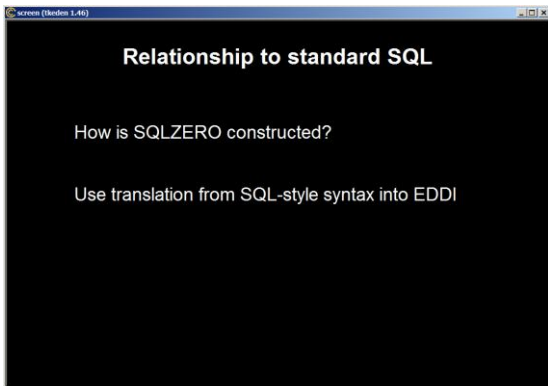 screen (tkeden 1.46)
Relationship to standard SQL
How is SQLZERO constructed?
Use translation from SQL-style syntax into EDDI